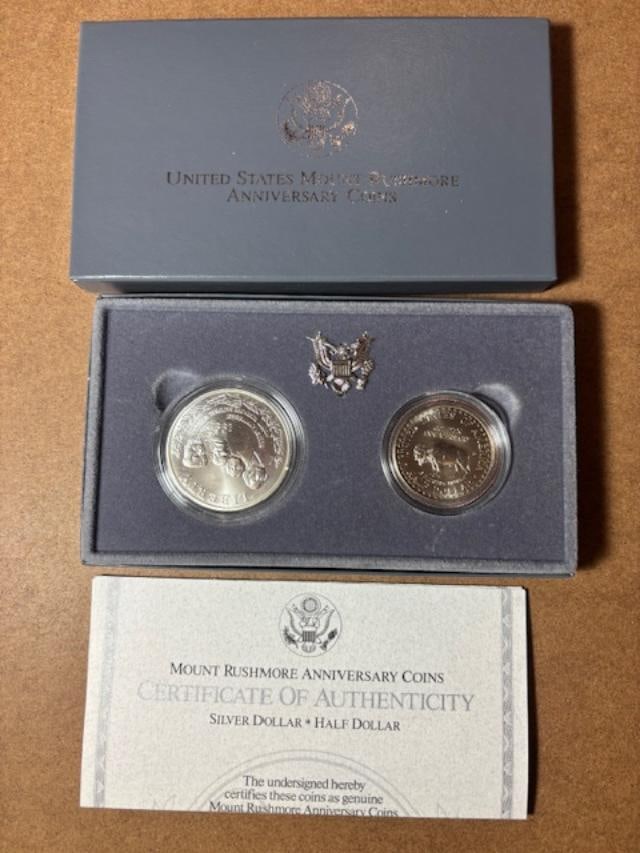 UNITED STATES MOUNT RUSHMORE
ANNIVERSARY COINS
LIBERTY
MOUNT RUSHMORE ANNIVERSARY COINS
CERTIFICATE OF AUTHENTICITY
SILVER DOLLAR * HALF DOLLAR
The undersigned hereby
certifies these coins as genuine
Mount Rushmore Anniversary Coins